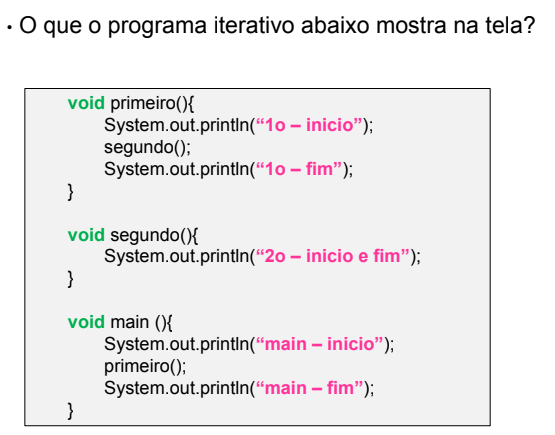 • O que o programa iterativo abaixo mostra na tela?
void primeiro(){
System.out.println(“1o – inicio”);
segundo();
System.out.println(“1o – fim”);
}
void segundo(){
System.out.println(“2o – inicio e fim”);
}
void main (){
System.out.println(“main – inicio”);
primeiro();
System.out.println(“main – fim”);
}